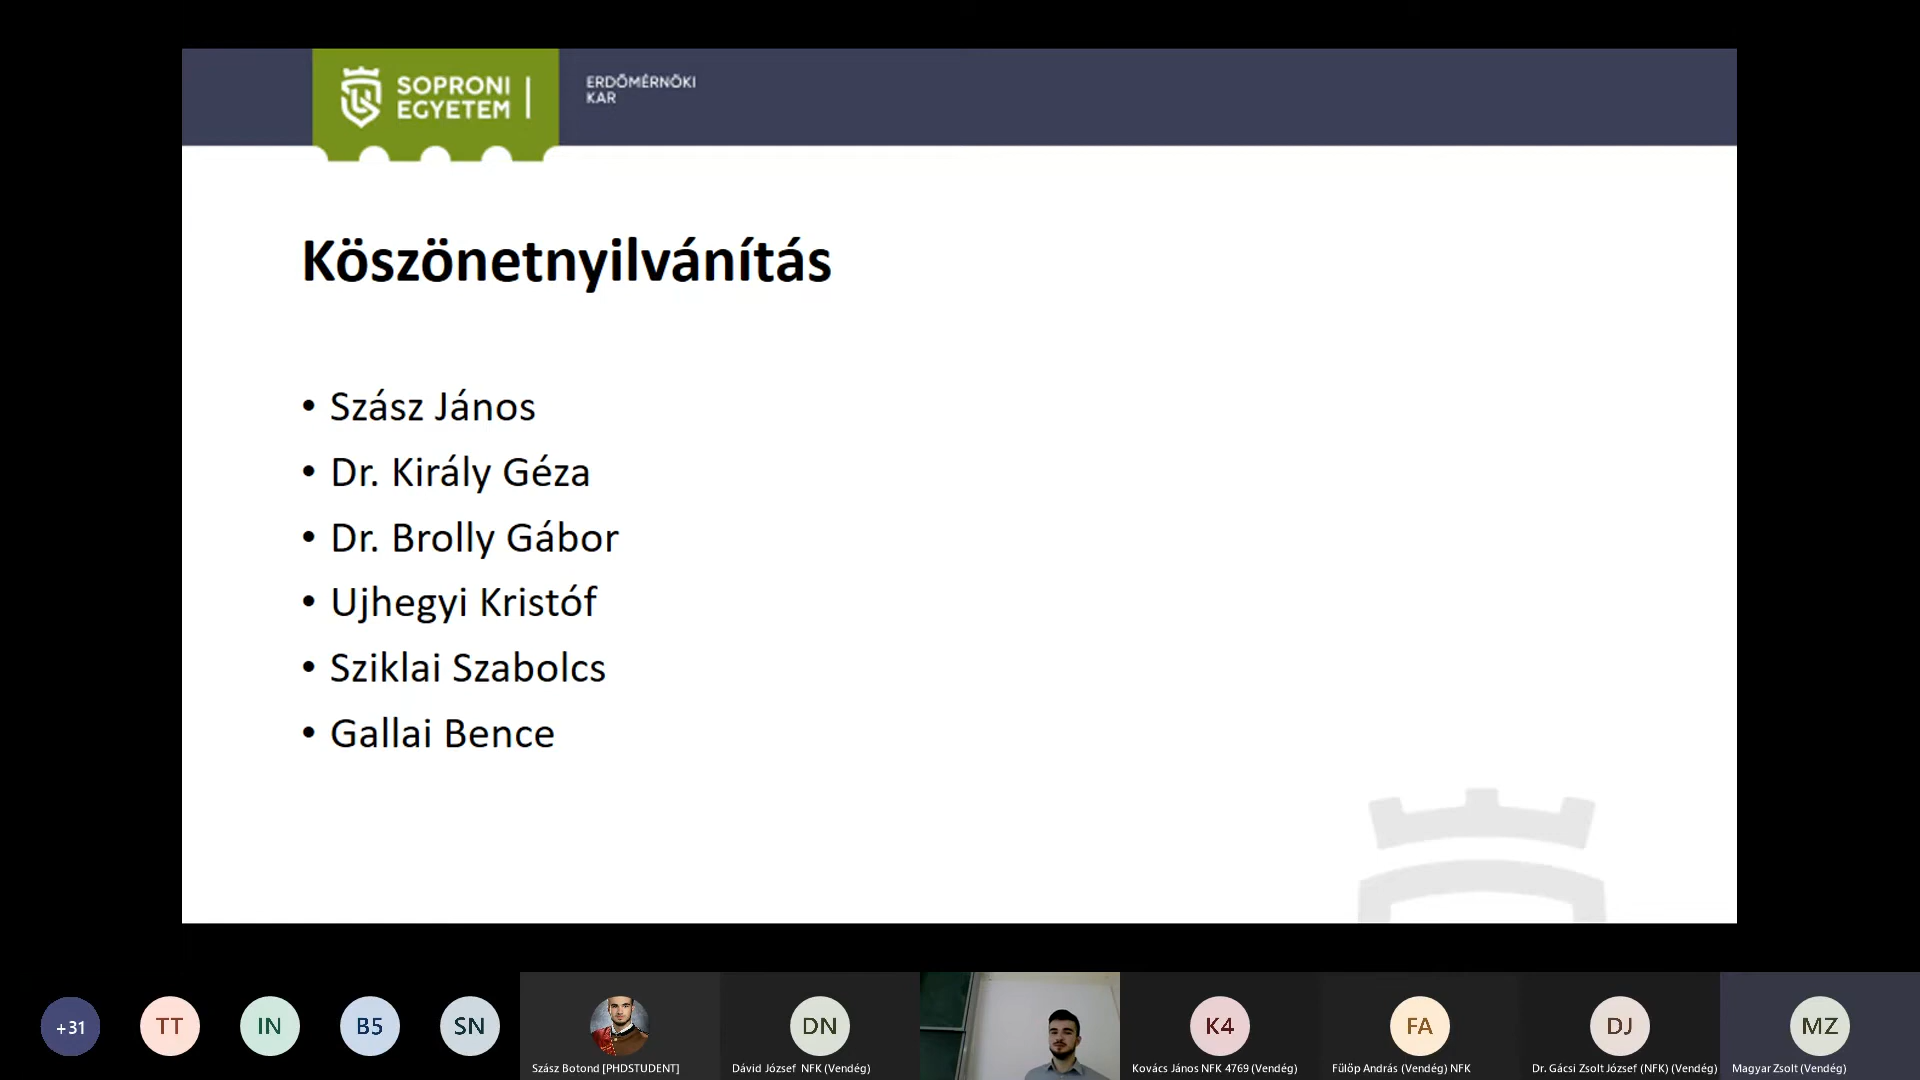 SOPRONI
EGYETEM
ERDŐMÉRNÖKI
KAR
Köszönetnyilvánítás
• Szász János
• Dr. Király Géza
• Dr. Brolly Gábor
• Ujhegyi Kristóf
• Sziklai Szabolcs
• Gallai Bence
+31
TT
IN
B5
SN
DN
K4
FA
DJ
MZ
Szász Botond [PHDSTUDENT]
Dávid József NFK (Vendég)
Kovács János NFK 4769 (Vendég)
Fülöp András (Vendég) NFK
Dr. Gácsi Zsolt József (NFK) (Vendég)
Magyar Zsolt (Vendég)